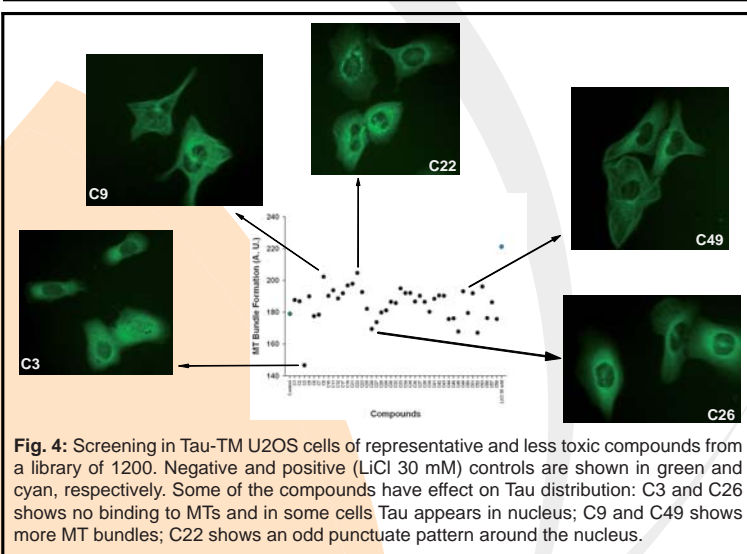 C9
C22
C49
C3
C26
MT Bundle Formation (A. U.)
240
220
200
180
160
140
Control
LiCl 30 mM
Compounds
Fig. 4: Screening in Tau-TM U2OS cells of representative and less toxic compounds from
a library of 1200. Negative and positive (LiCl 30 mM) controls are shown in green and
cyan, respectively. Some of the compounds have effect on Tau distribution: C3 and C26
shows no binding to MTs and in some cells Tau appears in nucleus; C9 and C49 shows
more MT bundles; C22 shows an odd punctuate pattern around the nucleus.